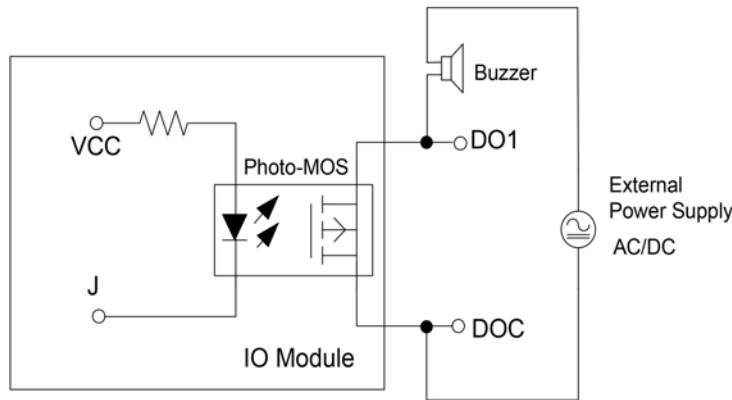 Buzzer
VCC
Photo-MOS
DO1
External
Power Supply
AC/DC
J
DOC
IO Module